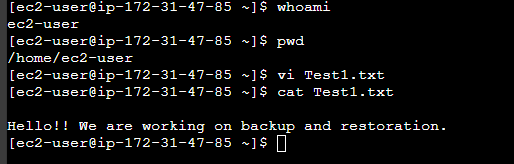 [ec2-user@ip-172-31-47-85 ~]$ whoami
ec2-user
[ec2-user@ip-172-31-47-85 ~]$ pwd
/home/ec2-user
[ec2-user@ip-172-31-47-85 ~]$ vi Test1.txt
[ec2-user@ip-172-31-47-85 ~]$ cat Test1.txt
Hello!! We are working on backup and restoration.
[ec2-user@ip-172-31-47-85 ~]$